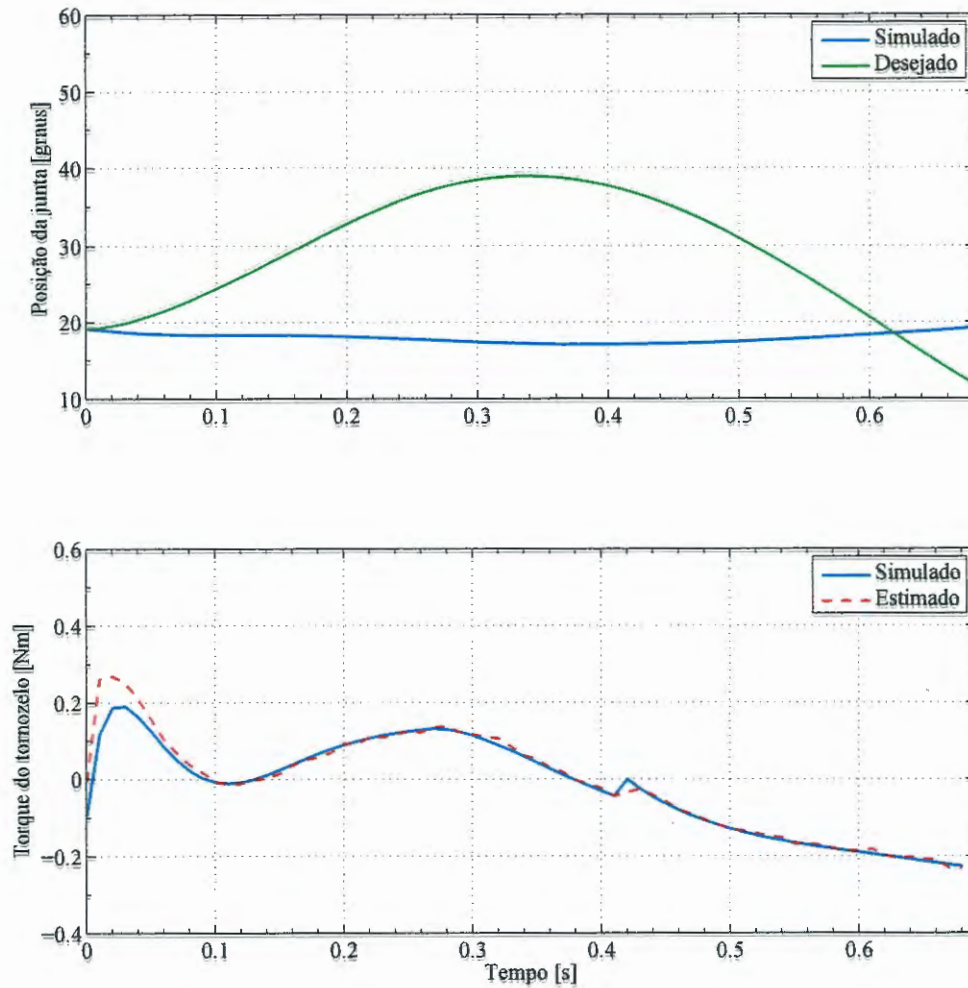 60
50
40
30
20
10
Posição da junta [graus]
Simulado
Desejado
0 0.1 0.2 0.3 0.4 0.5 0.6
0.6
0.4
0.2
0
−0.2
−0.4
Torque do tornozelo [Nm]
Simulado
Estimado
0 0.1 0.2 0.3 0.4 0.5 0.6
Tempo [s]